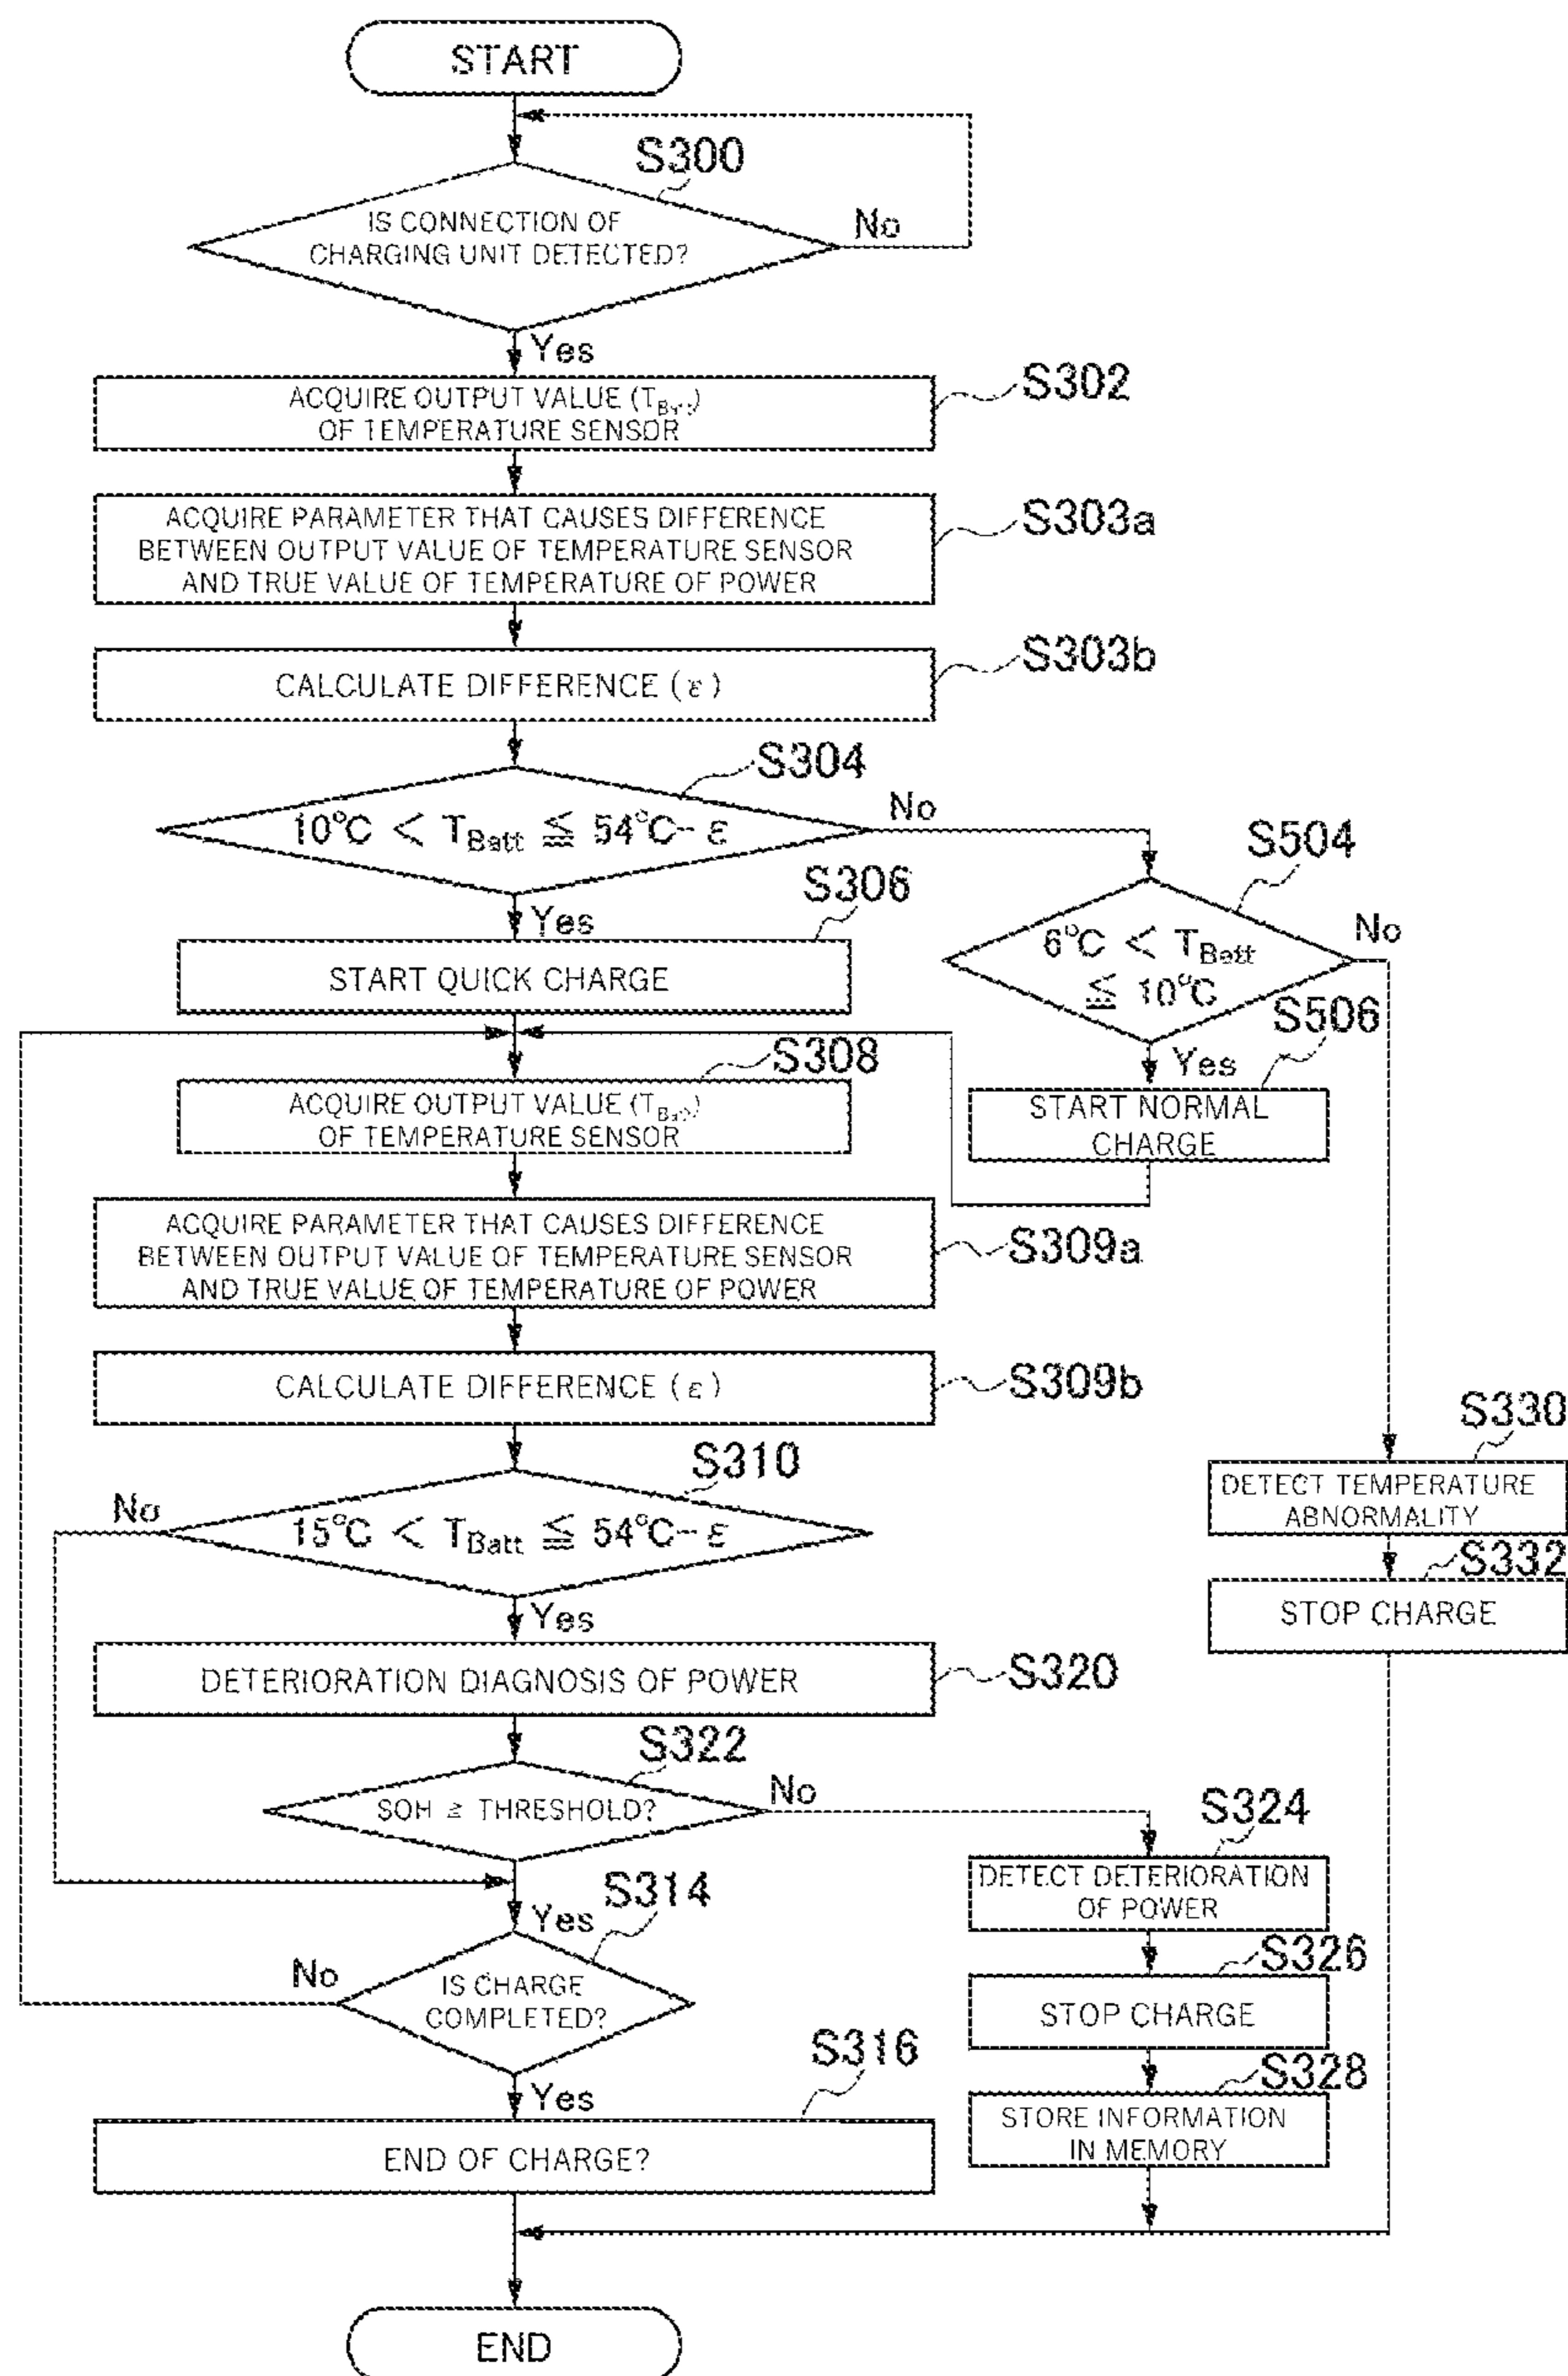 START
S300
IS CONNECTION OF
CHARGING UNIT DETECTED?
No
Yes
S302
ACQUIRE OUTPUT VALUE (T_Batt)
OF TEMPERATURE SENSOR
S303a
ACQUIRE PARAMETER THAT CAUSES DIFFERENCE
BETWEEN OUTPUT VALUE OF TEMPERATURE SENSOR
AND TRUE VALUE OF TEMPERATURE OF POWER
S303b
CALCULATE DIFFERENCE (ε)
S304
10°C < T_Batt ≦ 54°C-ε
No
Yes
S504
6°C < T_Batt
≦ 10°C
No
Yes
S306
START QUICK CHARGE
S506
START NORMAL
CHARGE
S308
ACQUIRE OUTPUT VALUE (T_Batt)
OF TEMPERATURE SENSOR
S309a
ACQUIRE PARAMETER THAT CAUSES DIFFERENCE
BETWEEN OUTPUT VALUE OF TEMPERATURE SENSOR
AND TRUE VALUE OF TEMPERATURE OF POWER
S309b
CALCULATE DIFFERENCE (ε)
S310
15°C < T_Batt ≦ 54°C-ε
No
Yes
S330
DETECT TEMPERATURE
ABNORMALITY
S332
STOP CHARGE
S320
DETERIORATION DIAGNOSIS OF POWER
S322
SOH ≧ THRESHOLD?
No
Yes
S324
DETECT DETERIORATION
OF POWER
S314
IS CHARGE
COMPLETED?
No
Yes
S326
STOP CHARGE
S328
STORE INFORMATION
IN MEMORY
S316
END OF CHARGE?
END